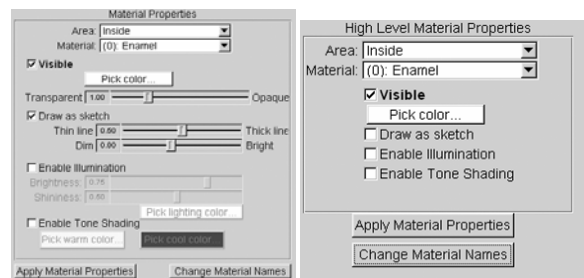 Material Properties
Area: Inside
Material: (0): Enamel
Visible
Pick color...
Transparent 1.00 Opaque
Draw as sketch
Thin line 0.60 Thick line
Dim 0.00 Bright
Enable Illumination
Brightness: 0.76
Shininess: 0.60
Pick lighting color...
Enable Tone Shading
Pick warm color... Pick cool color...
Apply Material Properties Change Material Names
High Level Material Properties
Area: Inside
Material: (0): Enamel
Visible
Pick color...
Draw as sketch
Enable Illumination
Enable Tone Shading
Apply Material Properties
Change Material Names